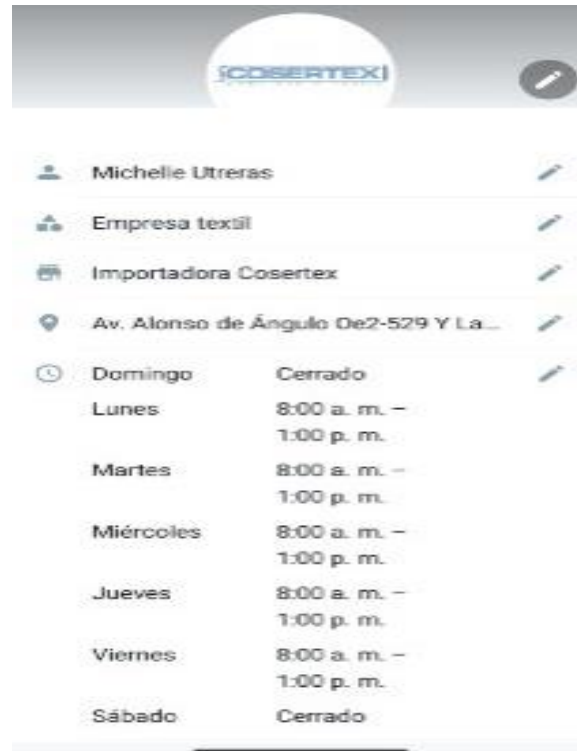 COSERTEX
Michelle Utreras
Empresa textil
Importadora Cosertex
Av. Alonso de Ángulo Oe2-529 Y La...
Domingo Cerrado
Lunes 8:00 a. m. –
1:00 p. m.
Martes 8:00 a. m. –
1:00 p. m.
Miércoles 8:00 a. m. –
1:00 p. m.
Jueves 8:00 a. m. –
1:00 p. m.
Viernes 8:00 a. m. –
1:00 p. m.
Sábado Cerrado